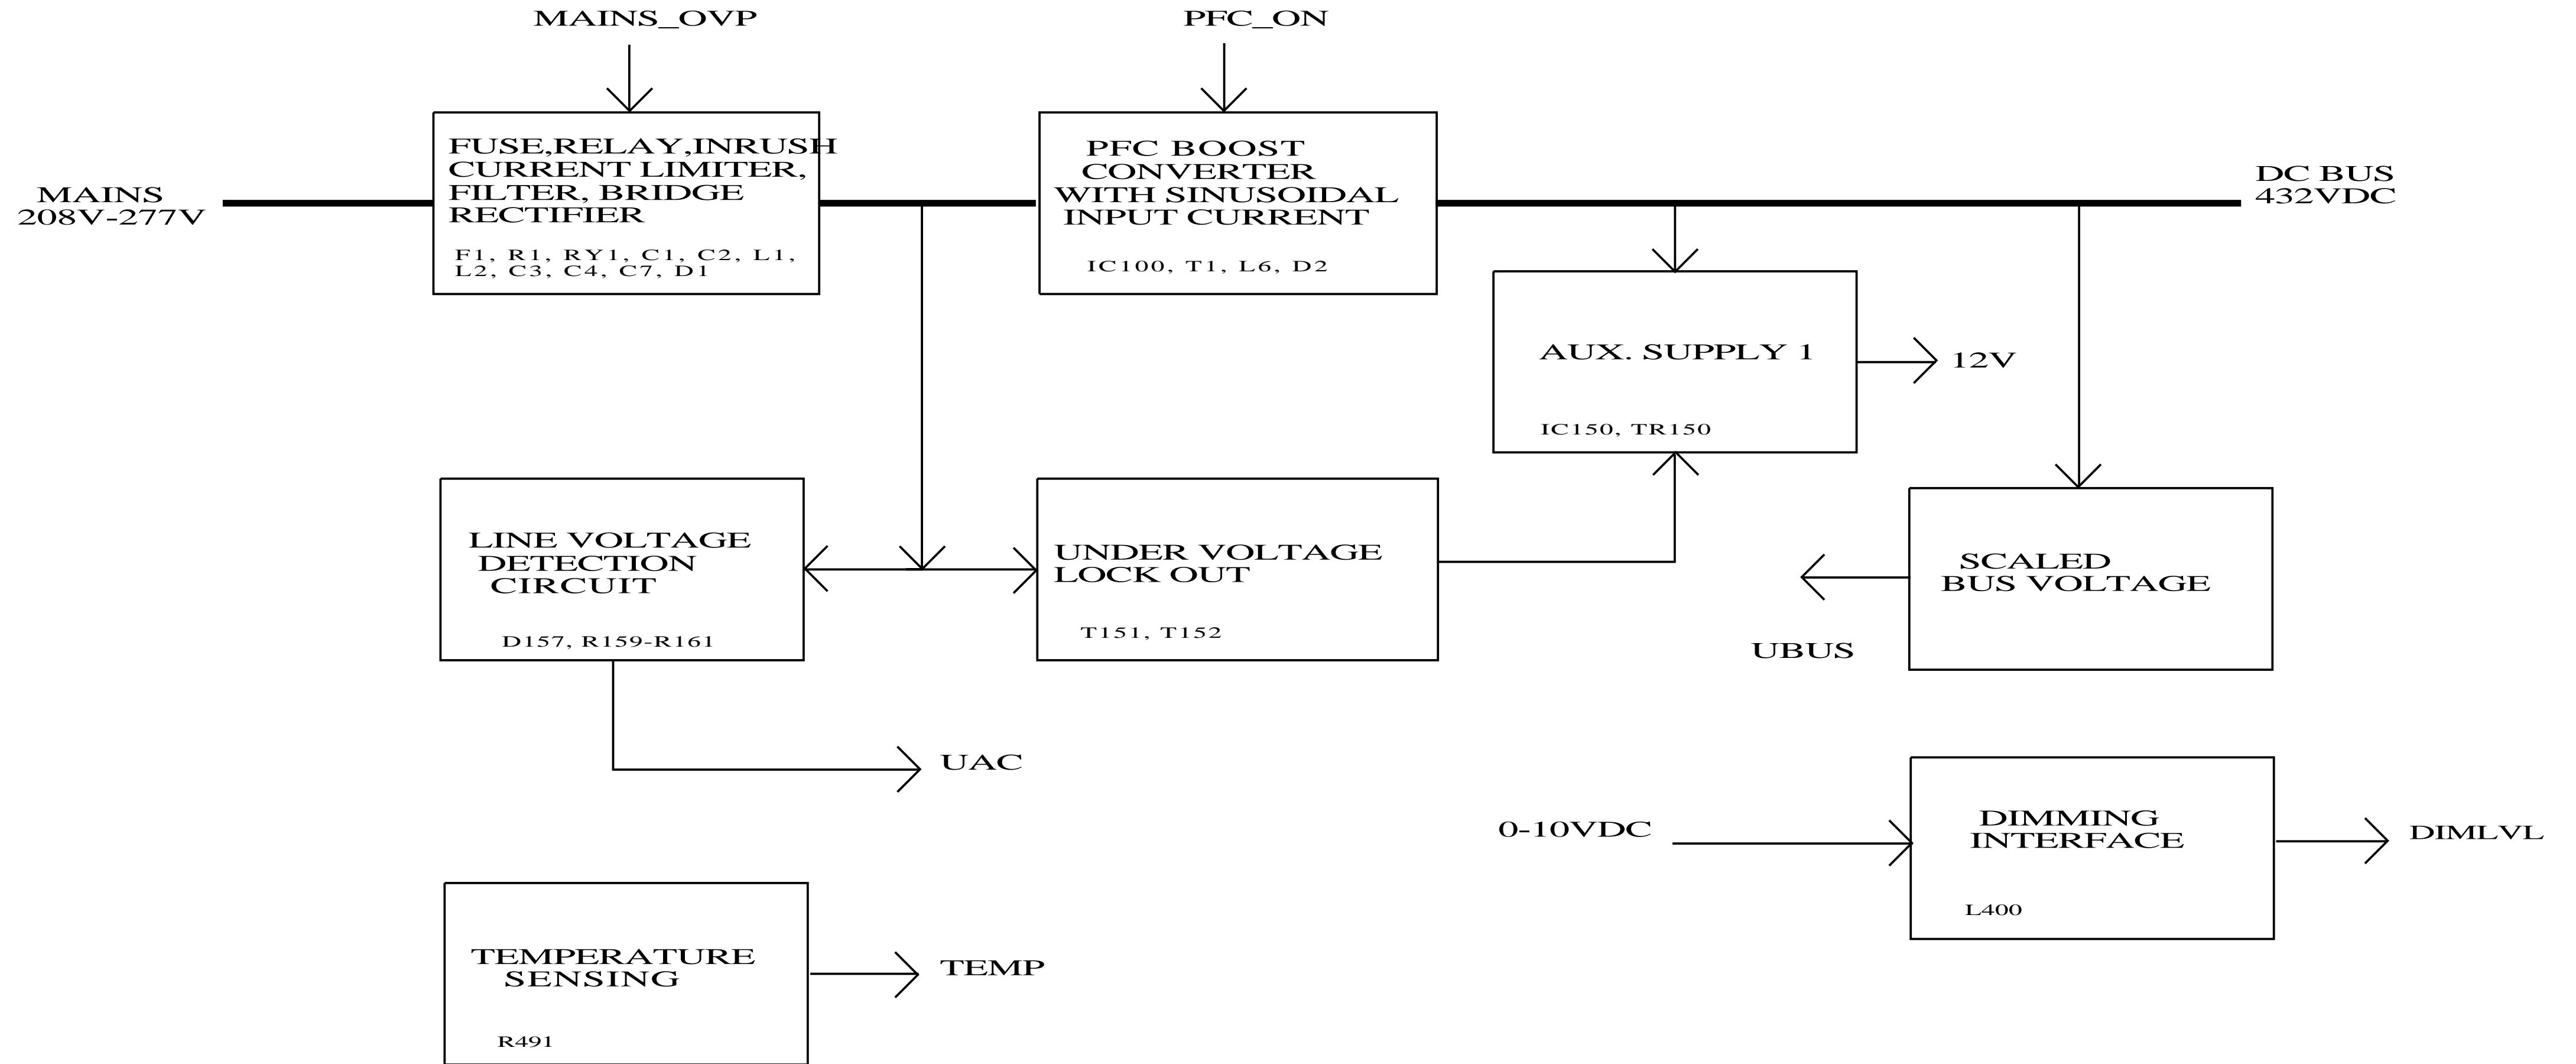 MAINS_OVP
PFC_ON
FUSE,RELAY,INRUSH
CURRENT LIMITER,
FILTER, BRIDGE
RECTIFIER
F1, R1, RY1, C1, C2, L1,
L2, C3, C4, C7, D1
PFC BOOST
CONVERTER
WITH SINUSOIDAL
INPUT CURRENT
IC100, T1, L6, D2
MAINS
208V-277V
DC BUS
432VDC
AUX. SUPPLY 1
IC150, TR150
12V
LINE VOLTAGE
DETECTION
CIRCUIT
D157, R159-R161
UNDER VOLTAGE
LOCK OUT
T151, T152
SCALED
BUS VOLTAGE
UBUS
UAC
0-10VDC
DIMMING
INTERFACE
L400
DIMLVL
TEMPERATURE
SENSING
R491
TEMP